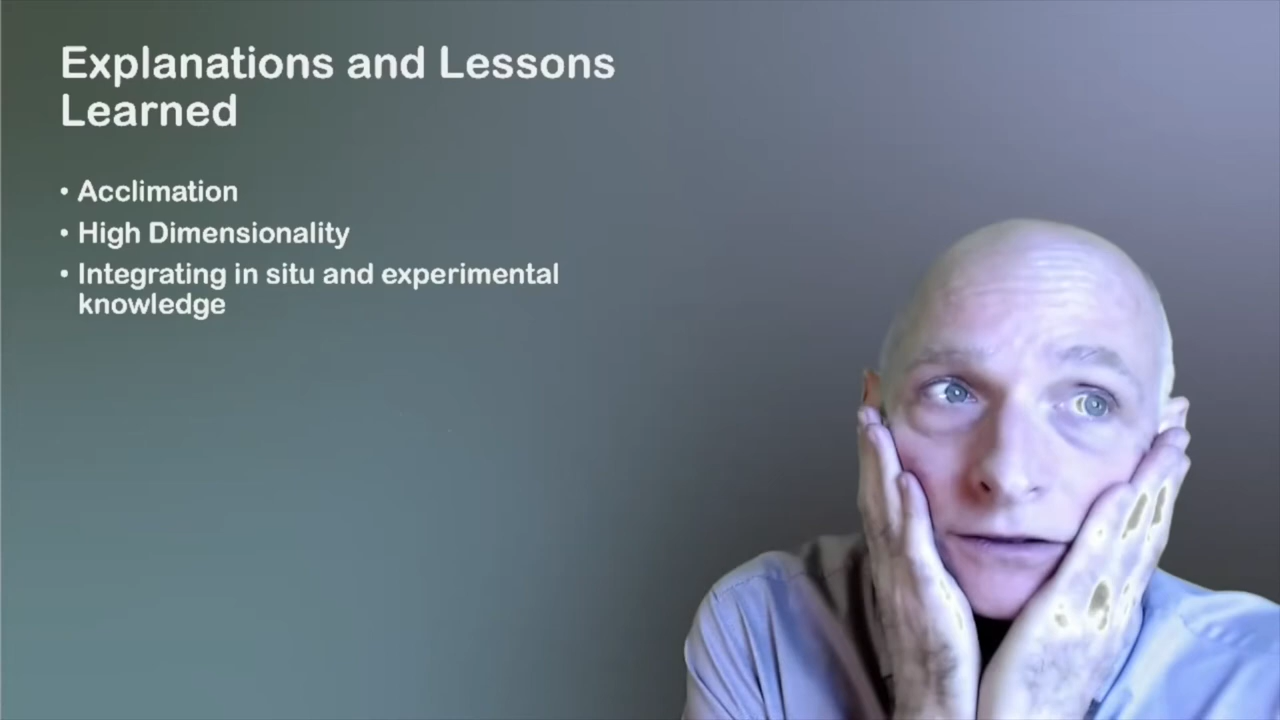 Explanations and Lessons
Learned
• Acclimation
• High Dimensionality
• Integrating in situ and experimental
knowledge